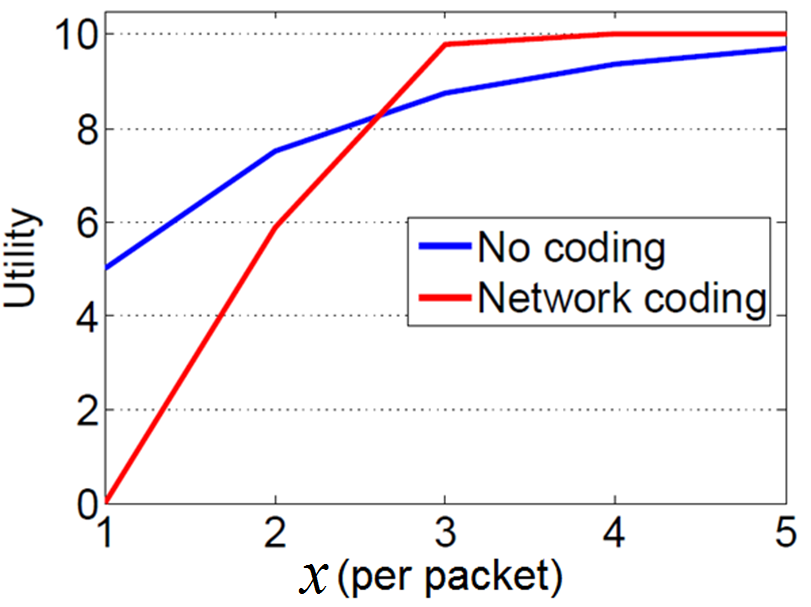 10
8
6
4
2
0
Utility
No coding
Network coding
1 2 3 4 5
x (per packet)